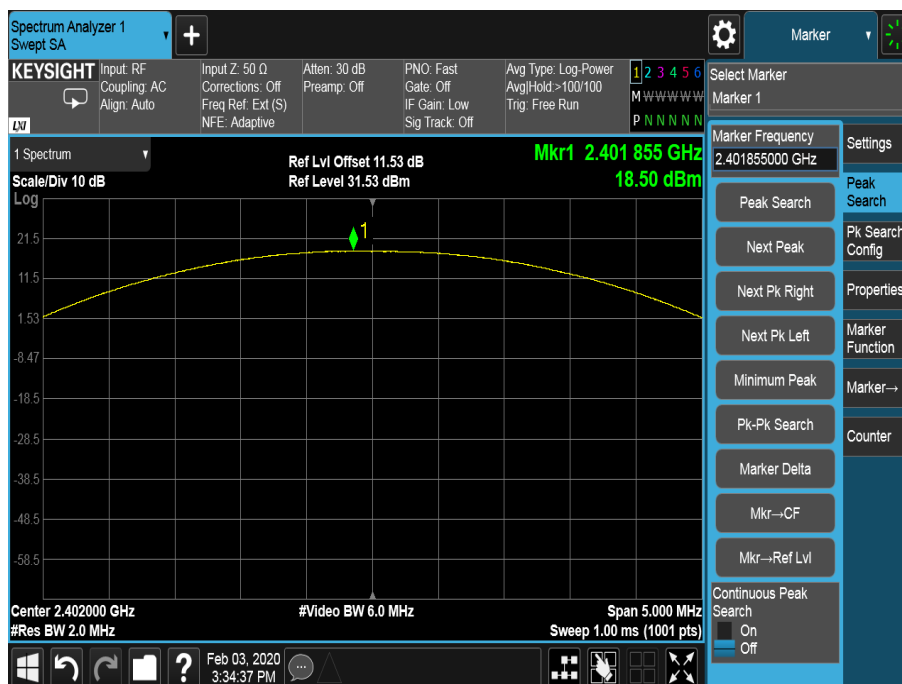 Spectrum Analyzer 1
Swept SA
Marker
KEYSIGHT
LXI
Input: RF
Coupling: AC
Align: Auto
Input Z: 50 Ω
Corrections: Off
Freq Ref: Ext (S)
NFE: Adaptive
Atten: 30 dB
Preamp: Off
PNO: Fast
Gate: Off
IF Gain: Low
Sig Track: Off
Avg Type: Log-Power
Avg|Hold:>100/100
Trig: Free Run
1 2 3 4 5 6
M W W W W W
P N N N N N
Select Marker
Marker 1
1 Spectrum
Scale/Div 10 dB
Ref Lvl Offset 11.53 dB
Ref Level 31.53 dBm
Mkr1 2.401 855 GHz
18.50 dBm
Log
1
21.5
11.5
1.53
-8.47
-18.5
-28.5
-38.5
-48.5
-58.5
Center 2.402000 GHz
#Res BW 2.0 MHz
#Video BW 6.0 MHz
Span 5.000 MHz
Sweep 1.00 ms (1001 pts)
Marker Frequency
2.401855000 GHz
Peak Search
Next Peak
Next Pk Right
Next Pk Left
Minimum Peak
Pk-Pk Search
Marker Delta
Mkr→CF
Mkr→Ref Lvl
Continuous Peak
Search
On
Off
Settings
Peak
Search
Pk Search
Config
Properties
Marker
Function
Marker→
Counter
Feb 03, 2020
3:34:37 PM